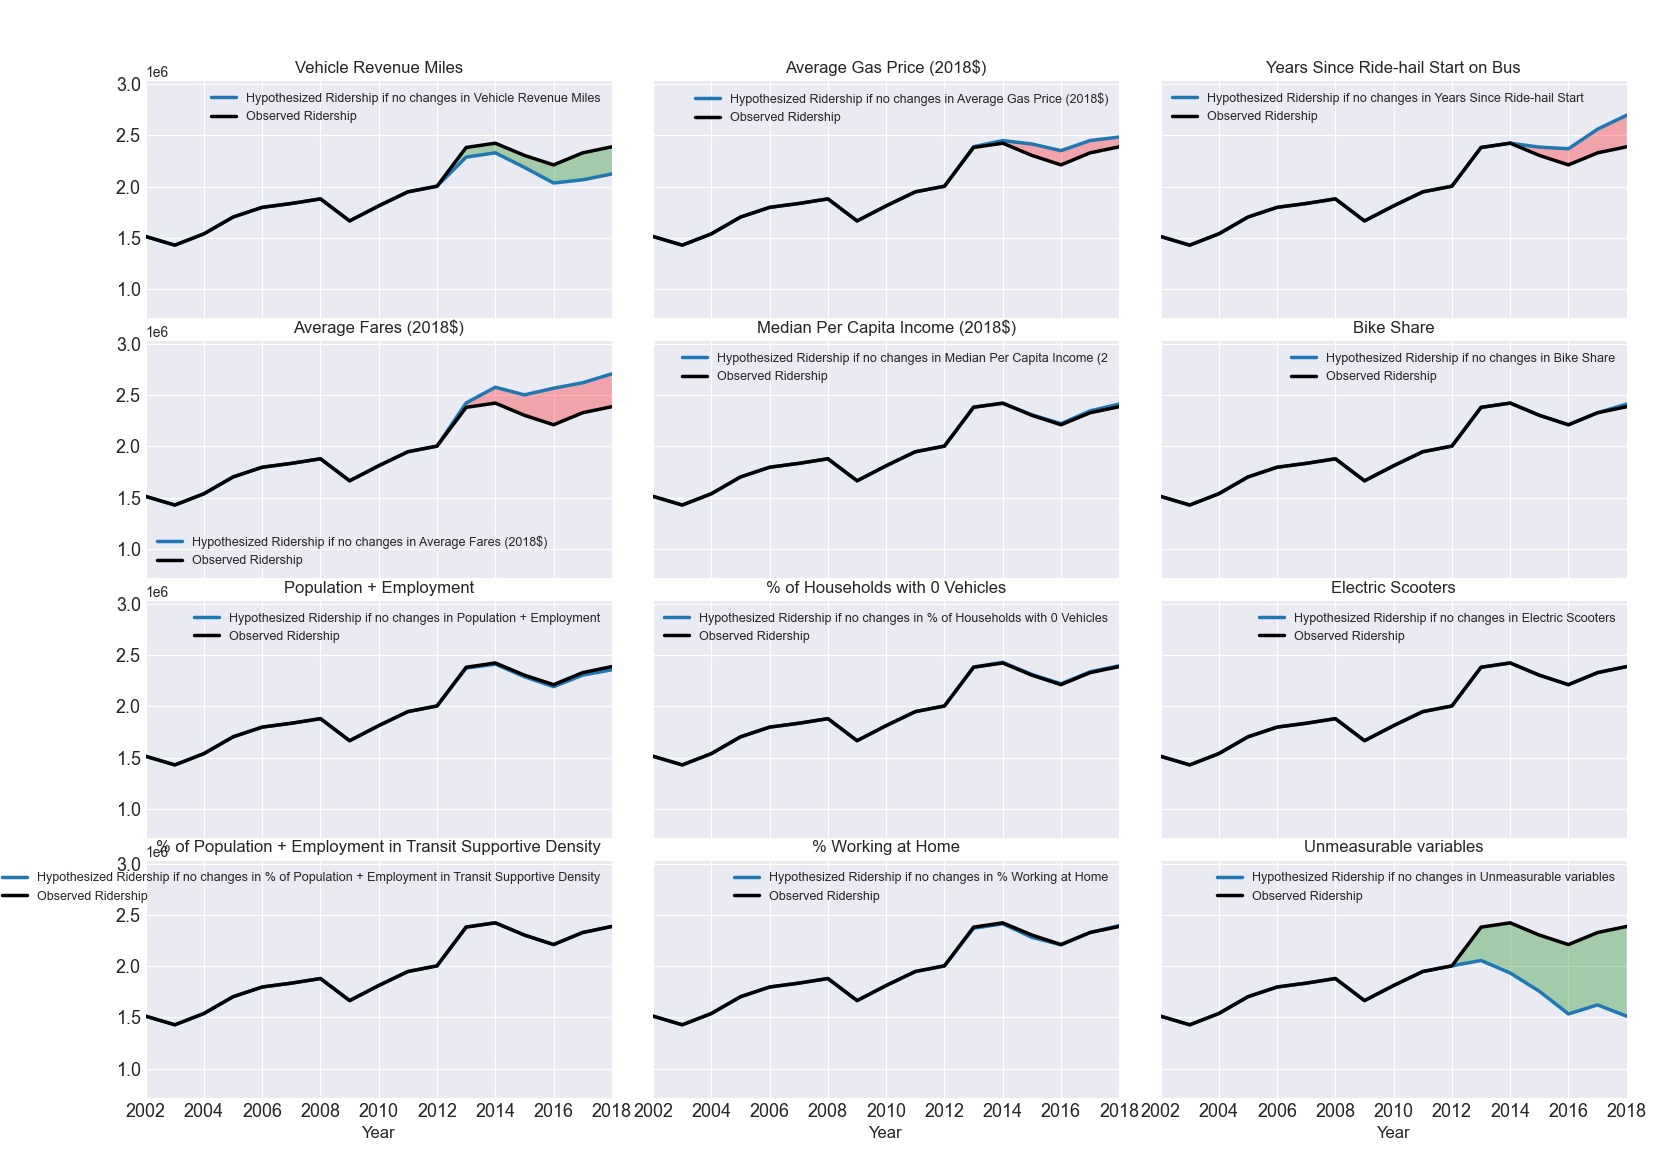 Vehicle Revenue Miles
Average Gas Price (2018$)
Years Since Ride-hail Start on Bus
1e6
3.0
2.5
2.0
1.5
1.0
Hypothesized Ridership if no changes in Vehicle Revenue Miles
Observed Ridership
Hypothesized Ridership if no changes in Average Gas Price (2018$)
Observed Ridership
Hypothesized Ridership if no changes in Years Since Ride-hail Start
Observed Ridership
Average Fares (2018$)
Median Per Capita Income (2018$)
Bike Share
1e6
3.0
2.5
2.0
1.5
1.0
Hypothesized Ridership if no changes in Average Fares (2018$)
Observed Ridership
Hypothesized Ridership if no changes in Median Per Capita Income (2
Observed Ridership
Hypothesized Ridership if no changes in Bike Share
Observed Ridership
Population + Employment
% of Households with 0 Vehicles
Electric Scooters
1e6
3.0
2.5
2.0
1.5
1.0
Hypothesized Ridership if no changes in Population + Employment
Observed Ridership
Hypothesized Ridership if no changes in % of Households with 0 Vehicles
Observed Ridership
Hypothesized Ridership if no changes in Electric Scooters
Observed Ridership
% of Population + Employment in Transit Supportive Density
% Working at Home
Unmeasurable variables
1e6
3.0
2.5
2.0
1.5
1.0
Hypothesized Ridership if no changes in % of Population + Employment in Transit Supportive Density
Observed Ridership
Hypothesized Ridership if no changes in % Working at Home
Observed Ridership
Hypothesized Ridership if no changes in Unmeasurable variables
Observed Ridership
2002 2004 2006 2008 2010 2012 2014 2016 2018
2002 2004 2006 2008 2010 2012 2014 2016 2018
2002 2004 2006 2008 2010 2012 2014 2016 2018
Year
Year
Year